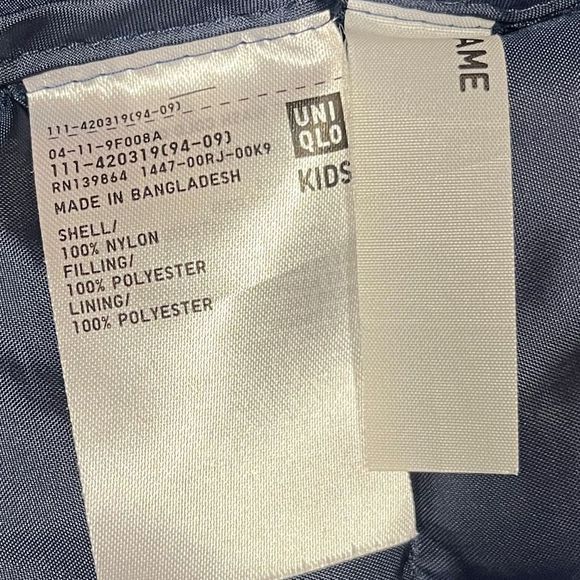 111-420319(94-09)
04-11-9F008A
111-420319(94-09)
RN139864 1447-00RJ-00K9
MADE IN BANGLADESH
SHELL/
100% NYLON
FILLING/
100% POLYESTER
LINING/
100% POLYESTER
UNI
QLO
KIDS
AME